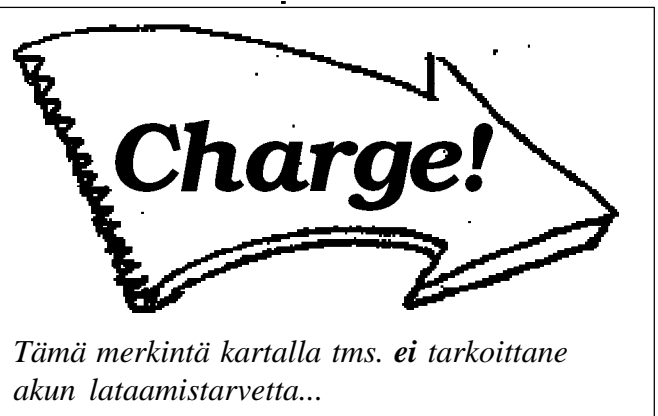 Charge!
Tämä merkintä kartalla tms. ei tarkoittane
akun lataamistarvetta...